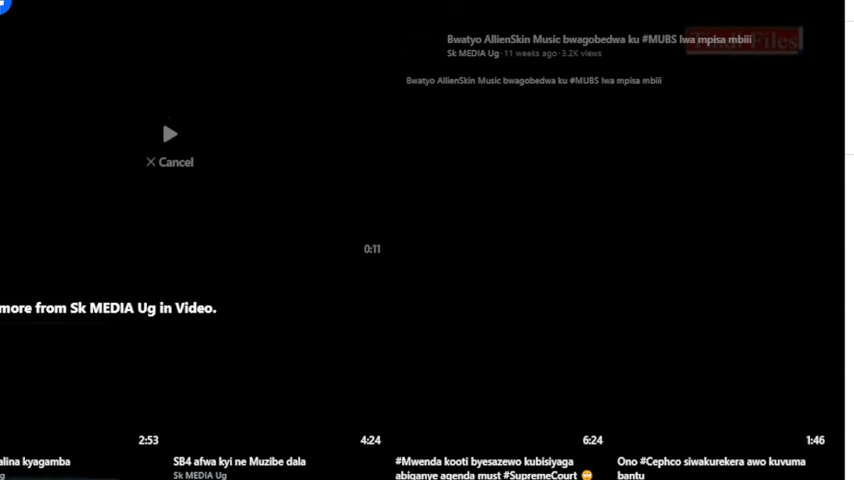 Bwatyo AllienSkin Music bwagobedwa ku #MUBS lwa mpisa mbiii
Tindi Files
Sk MEDIA Ug · 11 weeks ago · 3.2K views
Bwatyo AllienSkin Music bwagobedwa ku #MUBS lwa mpisa mbiii
Cancel
0:11
more from Sk MEDIA Ug in Video.
2:53
4:24
6:24
1:46
alina kyagamba
SB4 afwa kyi ne Muzibe dala
Sk MEDIA Ug
#Mwenda kooti byesazewo kubisiyaga
abiganye agenda must #SupremeCourt 🙄
Ono #Cephco siwakurekera awo kuvuma
bantu